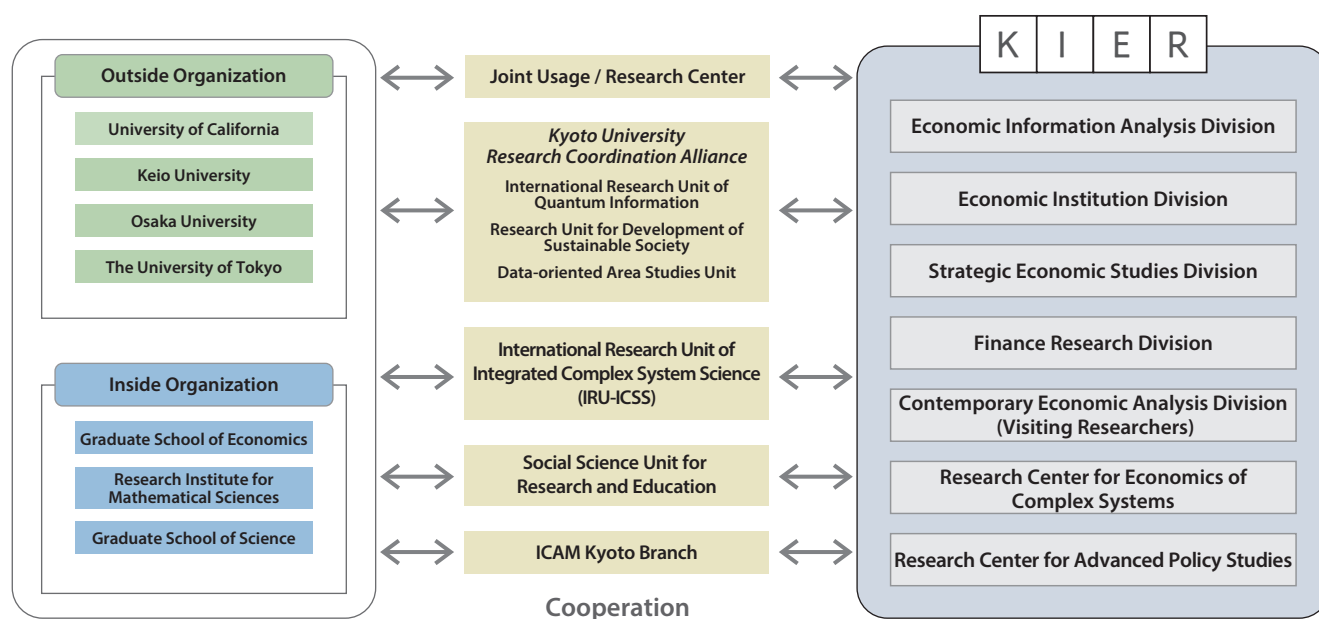 Outside Organization
University of California
Keio University
Osaka University
The University of Tokyo
Inside Organization
Graduate School of Economics
Research Institute for
Mathematical Sciences
Graduate School of Science
Joint Usage / Research Center
Kyoto University
Research Coordination Alliance
International Research Unit of
Quantum Information
Research Unit for Development of
Sustainable Society
Data-oriented Area Studies Unit
International Research Unit of
Integrated Complex System Science
(IRU-ICSS)
Social Science Unit for
Research and Education
ICAM Kyoto Branch
Cooperation
K I E R
Economic Information Analysis Division
Economic Institution Division
Strategic Economic Studies Division
Finance Research Division
Contemporary Economic Analysis Division
(Visiting Researchers)
Research Center for Economics of
Complex Systems
Research Center for Advanced Policy Studies